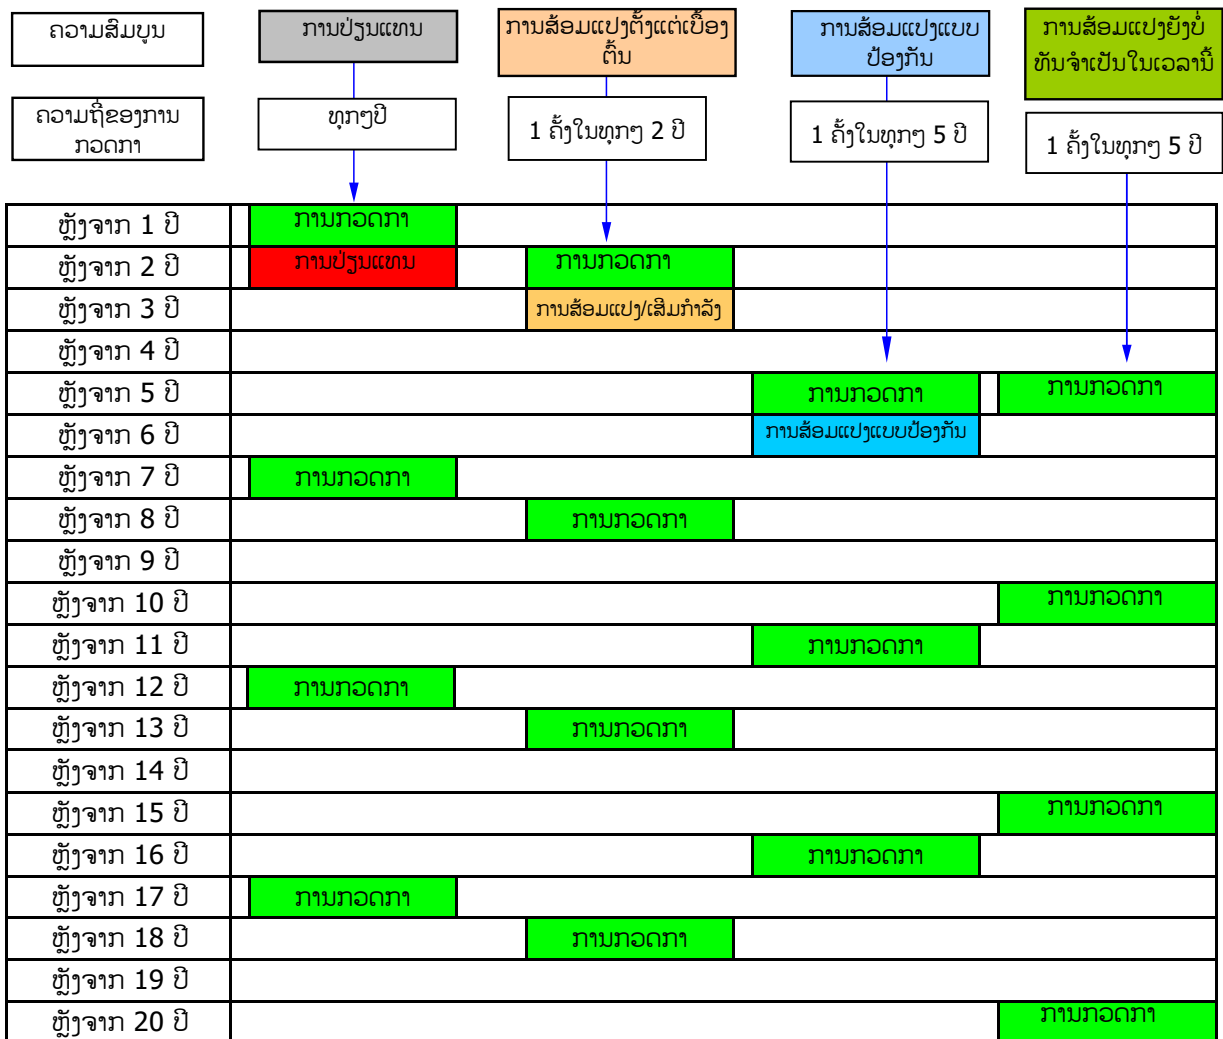 ຄວາມສົມບູນ
ການປ່ຽນແທນ
ການສ້ອມແປງຕັ້ງແຕ່ເບື້ອງ
ຕົ້ນ
ການສ້ອມແປງແບບ
ປ້ອງກັນ
ການສ້ອມແປງຍັງບໍ່
ທັນຈຳເປັນໃນເວລານີ້
ຄວາມຖີ່ຂອງການ
ກວດກາ
ທຸກໆປີ
1 ຄັ້ງໃນທຸກໆ 2 ປີ
1 ຄັ້ງໃນທຸກໆ 5 ປີ
1 ຄັ້ງໃນທຸກໆ 5 ປີ
ຫຼັງຈາກ 1 ປີ ການກວດກາ
ຫຼັງຈາກ 2 ປີ ການປ່ຽນແທນ ການກວດກາ
ຫຼັງຈາກ 3 ປີ ການສ້ອມແປງ/ເສີມກຳລັງ
ຫຼັງຈາກ 4 ປີ
ຫຼັງຈາກ 5 ປີ ການກວດກາ ການກວດກາ
ຫຼັງຈາກ 6 ປີ ການສ້ອມແປງແບບປ້ອງກັນ
ຫຼັງຈາກ 7 ປີ ການກວດກາ
ຫຼັງຈາກ 8 ປີ ການກວດກາ
ຫຼັງຈາກ 9 ປີ
ຫຼັງຈາກ 10 ປີ ການກວດກາ
ຫຼັງຈາກ 11 ປີ ການກວດກາ
ຫຼັງຈາກ 12 ປີ ການກວດກາ
ຫຼັງຈາກ 13 ປີ ການກວດກາ
ຫຼັງຈາກ 14 ປີ
ຫຼັງຈາກ 15 ປີ ການກວດກາ
ຫຼັງຈາກ 16 ປີ ການກວດກາ
ຫຼັງຈາກ 17 ປີ ການກວດກາ
ຫຼັງຈາກ 18 ປີ ການກວດກາ
ຫຼັງຈາກ 19 ປີ
ຫຼັງຈາກ 20 ປີ ການກວດກາ